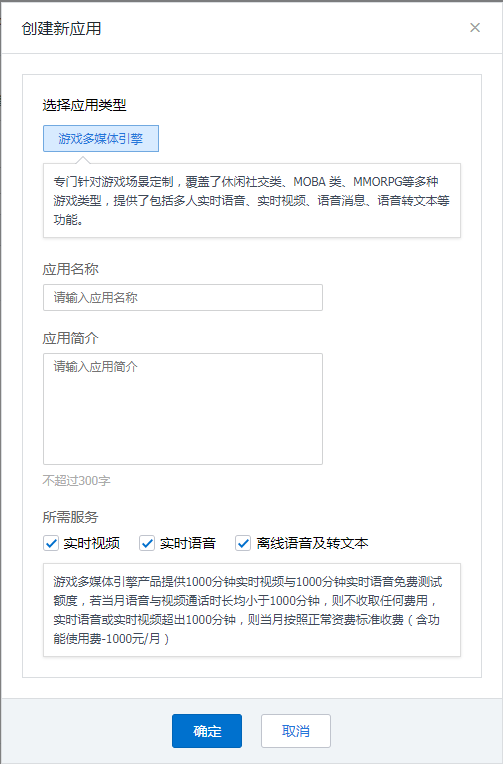 创建新应用
选择应用类型
游戏多媒体引擎
专门针对游戏场景定制，覆盖了休闲社交类、MOBA 类、MMORPG等多种
游戏类型，提供了包括多人实时语音、实时视频、语音消息、语音转文本等
功能。
应用名称
请输入应用名称
应用简介
请输入应用简介
不超过300字
所需服务
实时视频 实时语音 离线语音及转文本
游戏多媒体引擎产品提供1000分钟实时视频与1000分钟实时语音免费测试
额度，若当月语音与视频通话时长均小于1000分钟，则不收取任何费用，
实时语音或实时视频超出1000分钟，则当月按照正常资费标准收费（含功
能使用费-1000元/月）
确定 取消